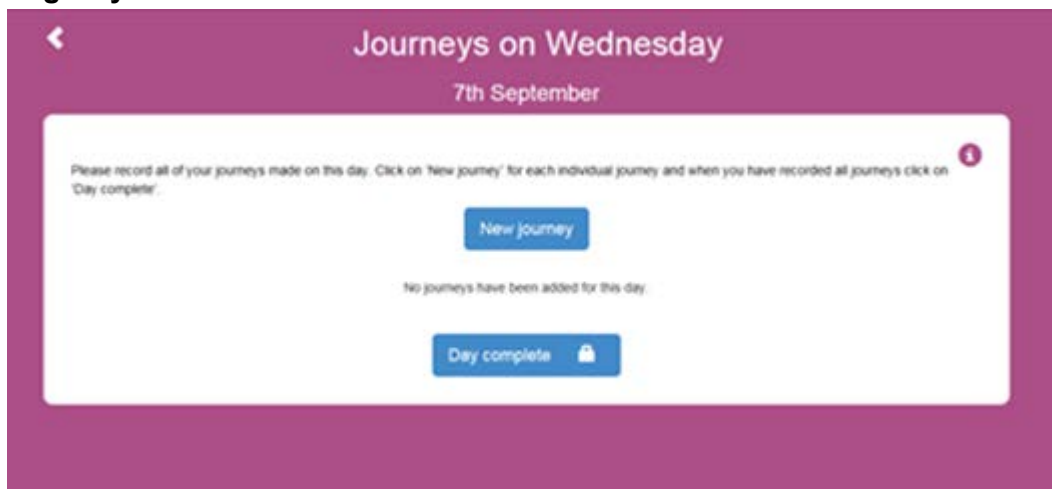 Journeys on Wednesday
7th September
Please record all of your journeys made on this day. Click on 'New journey' for each individual journey and when you have recorded all journeys click on
'Day complete'.
New journey
No journeys have been added for this day.
Day complete